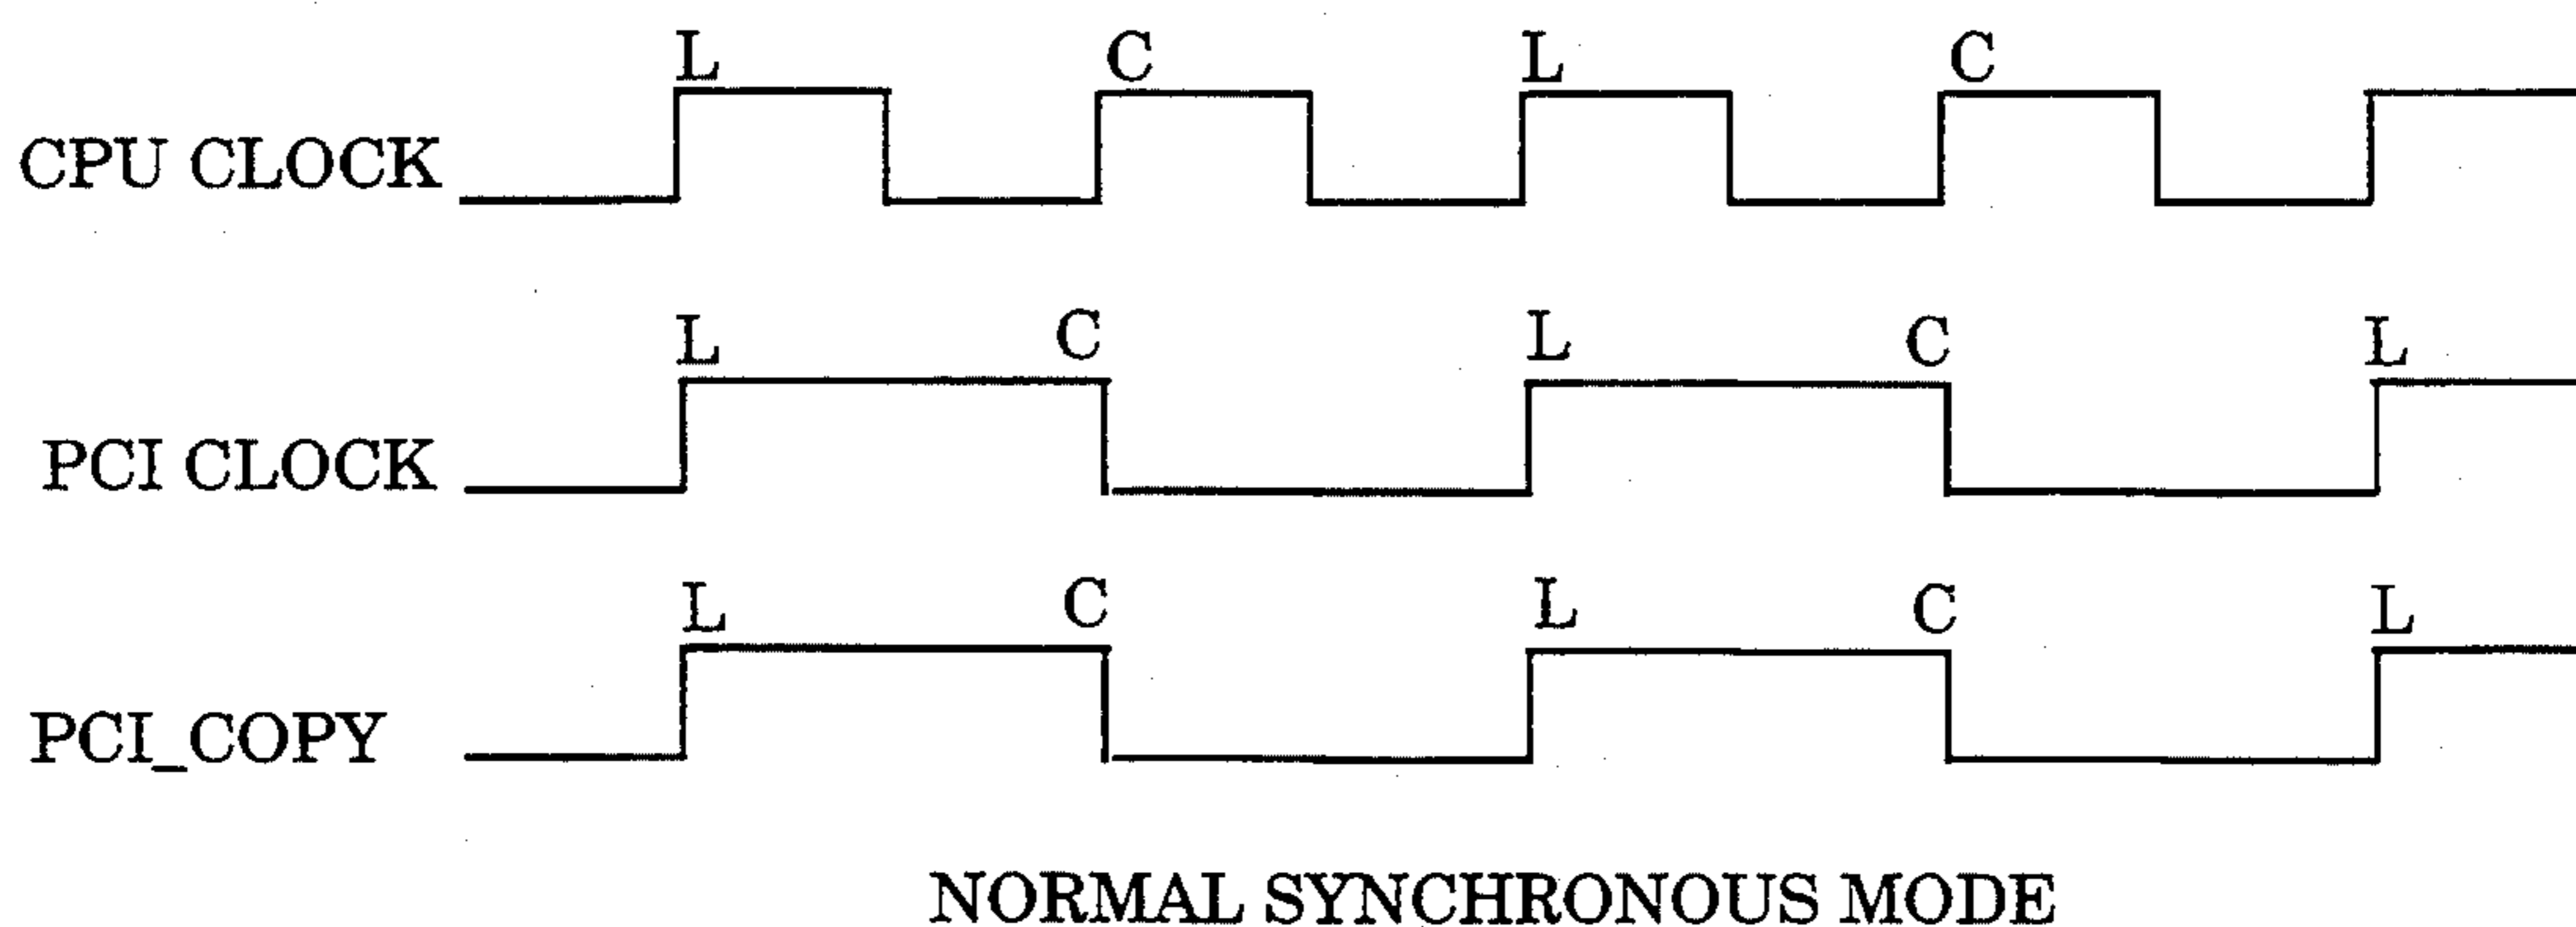 L C L C
CPU CLOCK
L C L C L
PCI CLOCK
L C L C L
PCI_COPY
NORMAL SYNCHRONOUS MODE